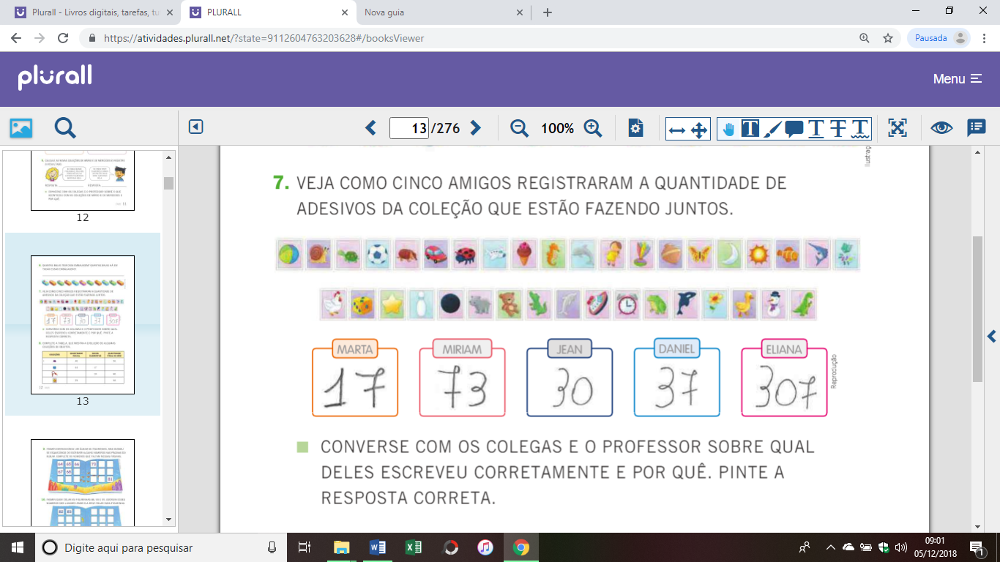 Plurall - Livros digitais, tarefas, tu
PLURALL
Nova guia
https://atividades.plurall.net/?state=9112604763203628#/booksViewer
Pausada
plurall
Menu
13 /276
100%
12
13
7. VEJA COMO CINCO AMIGOS REGISTRARAM A QUANTIDADE DE
ADESIVOS DA COLEÇÃO QUE ESTÃO FAZENDO JUNTOS.
MARTA MIRIAM JEAN DANIEL ELIANA
17 73 30 37 307
Reprodução
CONVERSE COM OS COLEGAS E O PROFESSOR SOBRE QUAL
DELES ESCREVEU CORRETAMENTE E POR QUÊ. PINTE A
RESPOSTA CORRETA.
Digite aqui para pesquisar
09:01
05/12/2018